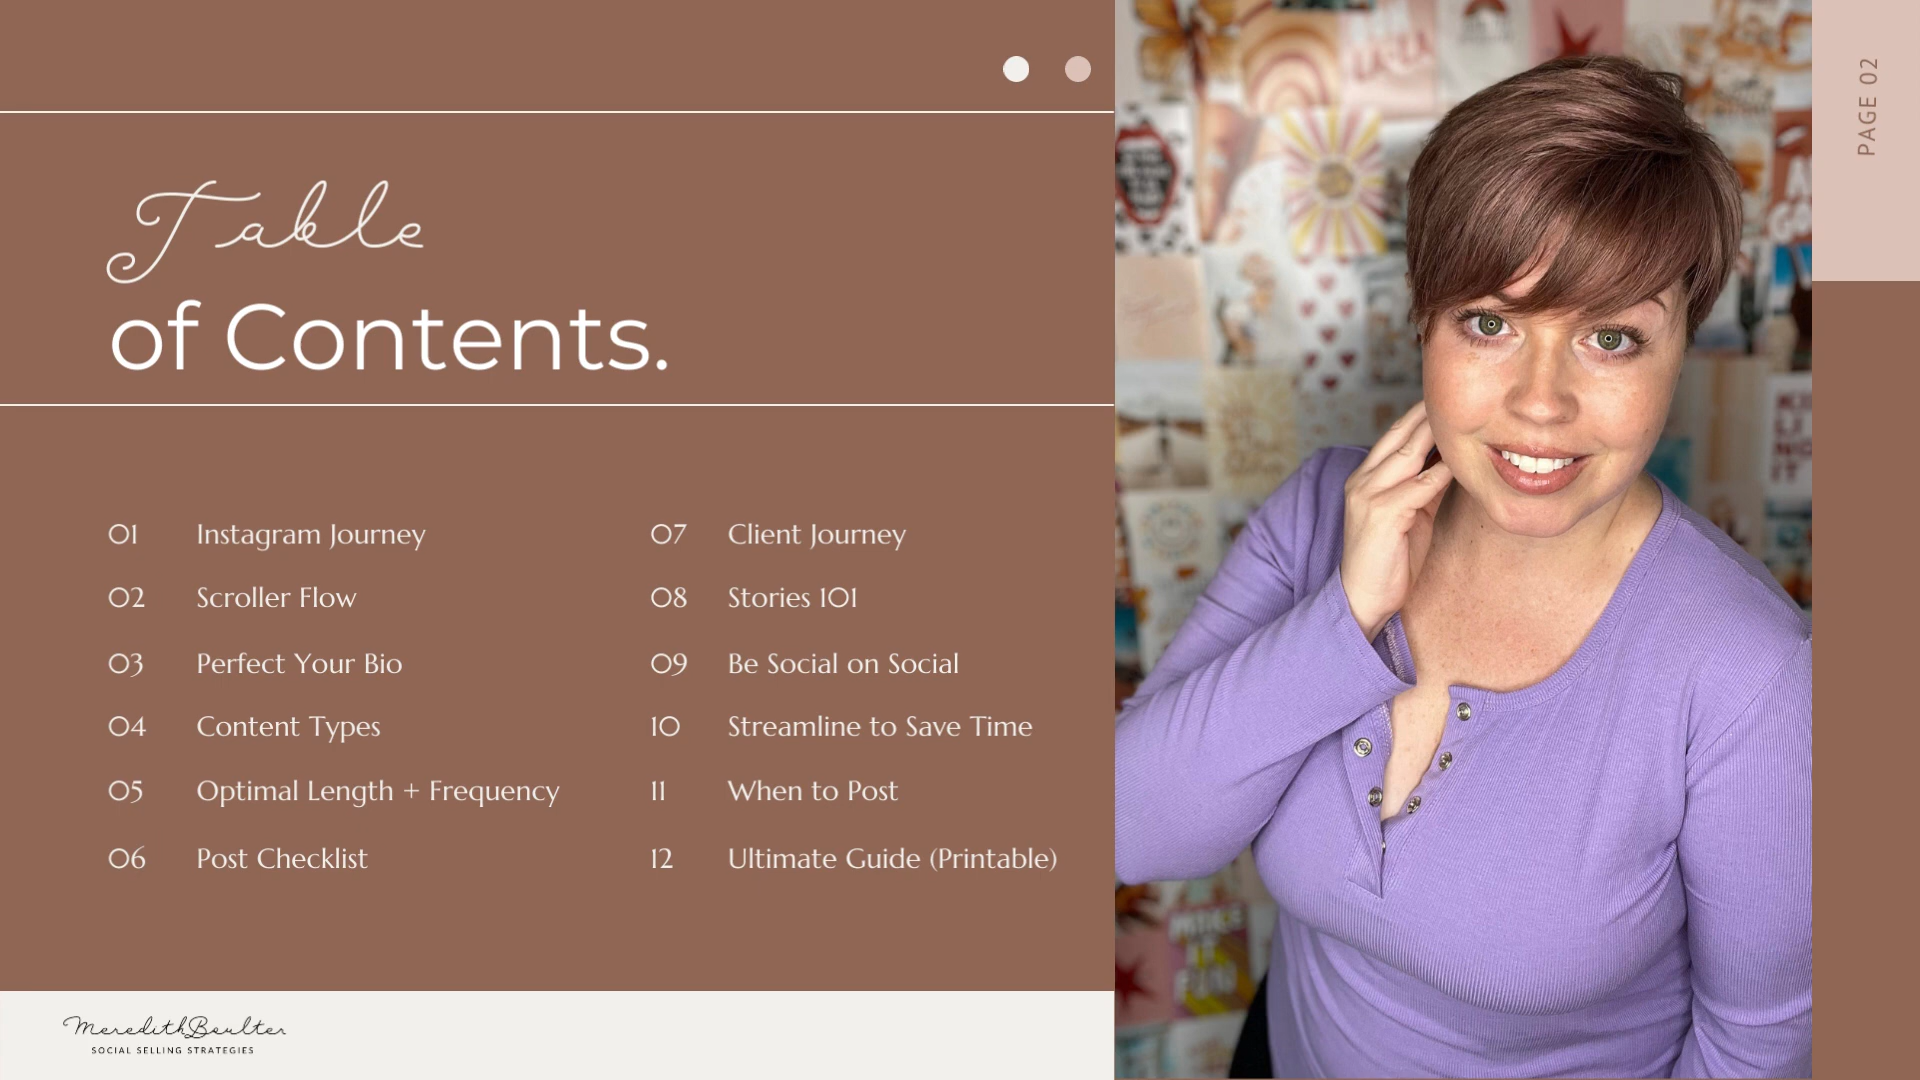 PAGE 02
Table
of Contents.
01 Instagram Journey
02 Scroller Flow
03 Perfect Your Bio
04 Content Types
05 Optimal Length + Frequency
06 Post Checklist
07 Client Journey
08 Stories 101
09 Be Social on Social
10 Streamline to Save Time
11 When to Post
12 Ultimate Guide (Printable)
Meredith Boulter
SOCIAL SELLING STRATEGIES